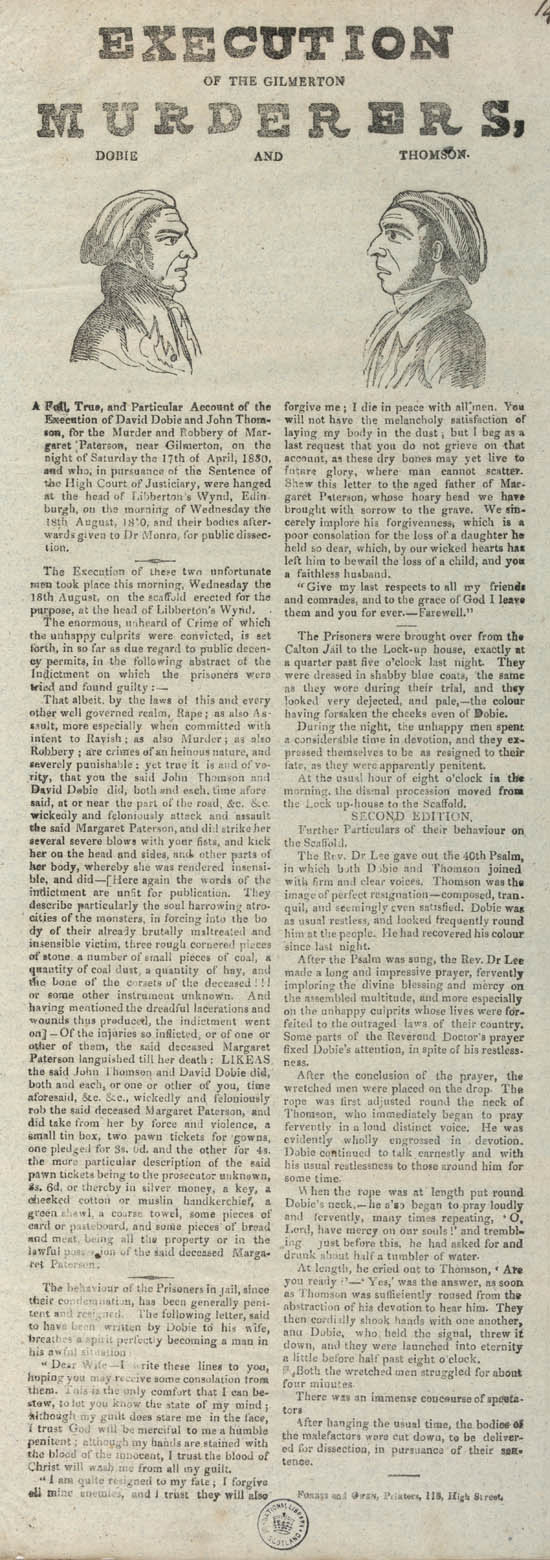 EXECUTION
OF THE GILMERTON
MURDERERS,
DOBIE AND THOMSON.
A Full, True, and Particular Account of the
Execution of David Dobie and John Thom-
son, for the Murder and Robbery of Mar-
garet Paterson, near Gilmerton, on the
night of Saturday the 17th of April, 1830,
and who, in pursuance of the Sentence of
the High Court of Justiciary, were hanged
at the head of Libberton's Wynd, Edin-
burgh, on the morning of Wednesday the
18th August, 1830, and their bodies after-
wards given to Dr Monro, for public dissec-
tion.
The Execution of these two unfortunate
men took place this morning, Wednesday the
18th August, on the scaffold erected for the
purpose, at the head of Libberton's Wynd.
The enormous, unheard of Crime of which
the unhappy culprits were convicted, is set
forth, in so far as due regard to public decen-
cy permits, in the following abstract of the
Indictment on which the prisoners were
tried and found guilty:—
That albeit, by the laws of this and every
other well governed realm, Rape; as also As-
sault, more especially when committed with
intent to Ravish; as also Murder; as also
Robbery; are crimes of an heinous nature, and
severely punishable: yet true it is and of ve-
rity, that you the said John Thomson and
David Dobie did, both and each, time afore
said, at or near the part of the road, &c. &c.
wickedly and feloniously attack and assault
the said Margaret Paterson, and did strike her
several severe blows with your fists, and kick
her on the head and sides, and other parts of
her body, whereby she was rendered insensi-
ble, and did—[Here again the words of the
indictment are unfit for publication. They
describe particularly the soul harrowing atro-
cities of the monsters, in forcing into the bo
dy of their already brutally maltreated and
insensible victim, three rough cornered pieces
of stone a number of small pieces of coal, a
quantity of coal dust, a quantity of hay, and
the bone of the corsets of the deceased!!!
or some other instrument unknown. And
having mentioned the dreadful lacerations and
wounds thus produced, the indictment went
on]—Of the injuries so inflicted, or of one or
other of them, the said deceased Margaret
Paterson languished till her death: LIKEAS,
the said John Thomson and David Dobie did,
both and each, or one or other of you, time
aforesaid, &c. &c., wickedly and feloniously
rob the said deceased Margaret Paterson, and
did take from her by force and violence, a
small tin box, two pawn tickets for gowns,
one pledged for 3s. 6d. and the other for 4s.
the more particular description of the said
pawn tickets being to the prosecutor unknown,
8s. 6d. or thereby in silver money, a key, a
checked cotton or muslin handkerchief, a
green shawl, a coarse towel, some pieces of
card or pasteboard, and some pieces of bread
and meat, being all the property or in the
lawful possession of the said deceased Marga-
ret Paterson.
The behaviour of the Prisoners in jail, since
their condemnation, has been generally peni-
tent and resigned. The following letter, said
to have been written by Dobie to his wife,
breathes a spirit perfectly becoming a man in
his awful situation:
"Dear Wife—I write these lines to you,
hoping you may receive some consolation from
them. This is the only comfort that I can be-
stow, to let you know the state of my mind;
although my guilt does stare me in the face,
I trust God will be merciful to me a humble
penitent; although my hands are stained with
the blood of the innocent, I trust the blood of
Christ will wash me from all my guilt.
"I am quite resigned to my fate; I forgive
all mine enemies, and I trust they will also
forgive me; I die in peace with all men. You
will not have the melancholy satisfaction of
laying my body in the dust; but I beg as a
last request that you do not grieve on that
account, as these dry bones may yet live to
future glory, where man cannot scatter.
Shew this letter to the aged father of Mar-
garet Paterson, whose hoary head we have
brought with sorrow to the grave. We sin-
cerely implore his forgivenness, which is a
poor consolation for the loss of a daughter he
held so dear, which, by our wicked hearts has
left him to bewail the loss of a child, and you
a faithless husband.
"Give my last respects to all my friends
and comrades, and to the grace of God I leave
them and you for ever.—Farewell."
The Prisoners were brought over from the
Calton Jail to the Lock-up house, exactly at
a quarter past five o'clock last night. They
were dressed in shabby blue coats, the same
as they wore during their trial, and they
looked very dejected, and pale,—the colour
having forsaken the cheeks even of Dobie.
During the night, the unhappy men spent
a considerable time in devotion, and they ex-
pressed themselves to be as resigned to their
fate, as they were apparently penitent.
At the usual hour of eight o'clock in the
morning, the dismal procession moved from
the Lock up-house to the Scaffold.
SECOND EDITION.
Further Particulars of their behaviour on
the Scaffold.
The Rev. Dr Lee gave out the 40th Psalm,
in which both Dobie and Thomson joined
with firm and clear voices. Thomson was the
image of perfect resignation—composed, tran-
quil, and seemingly even satisfied. Dobie was
as usual restless, and looked frequently round
him at the people. He had recovered his colour
since last night.
After the Psalm was sung, the Rev. Dr Lee
made a long and impressive prayer, fervently
imploring the divine blessing and mercy on
the assembled multitude, and more especially
on the unhappy culprits whose lives were for-
feited to the outraged laws of their country.
Some parts of the Reverend Doctor's prayer
fixed Dobie's attention, in spite of his restless-
ness.
After the conclusion of the prayer, the
wretched men were placed on the drop. The
rope was first adjusted round the neck of
Thomson, who immediately began to pray
fervently in a loud distinct voice. He was
evidently wholly engrossed in devotion.
Dobie continued to talk earnestly and with
his usual restlessness to those around him for
some time.
When the rope was at length put round
Dobie's neck,—he also began to pray loudly
and fervently, many times repeating, 'O,
Lord, have mercy on our souls!' and trembl-
ing just before this, he had asked for and
drunk about half a tumbler of water.
At length, he cried out to Thomson, 'Are
you ready?'—'Yes,' was the answer, as soon
as Thomson was sufficiently roused from the
abstraction of his devotion to hear him. They
then cordially shook hands with one another,
and Dobie, who held the signal, threw it
down, and they were launched into eternity
a little before half past eight o'clock.
Both the wretched men struggled for about
four minutes
There was an immense concourse of specta-
tors
After hanging the usual time, the bodies of
the malefactors were cut down, to be deliver-
ed for dissection, in pursuance of their sen-
tence.
Forbes and Owen, Printers, 118, High Street.
NATIONAL LIBRARY
SCOTLAND